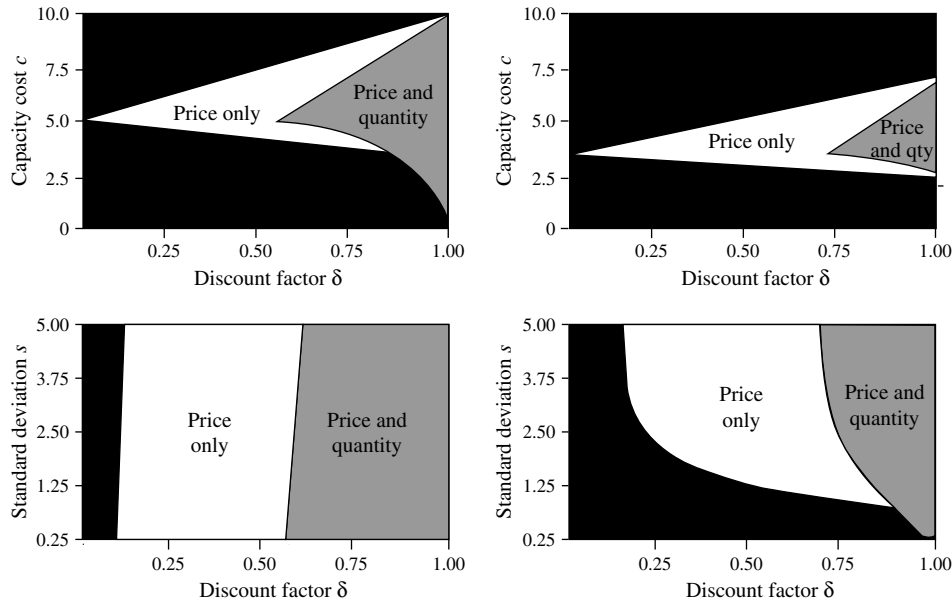 10.0
7.5
5.0
2.5
0
Capacity cost c
Price only
Price and
quantity
0.25 0.50 0.75 1.00
Discount factor δ
10.0
7.5
5.0
2.5
0
Capacity cost c
Price only
Price
and qty
0.25 0.50 0.75 1.00
Discount factor δ
5.00
3.75
2.50
1.25
0.25
Standard deviation s
Price
only
Price and
quantity
0.25 0.50 0.75 1.00
Discount factor δ
5.00
3.75
2.50
1.25
0.25
Standard deviation s
Price
only
Price and
quantity
0.25 0.50 0.75 1.00
Discount factor δ